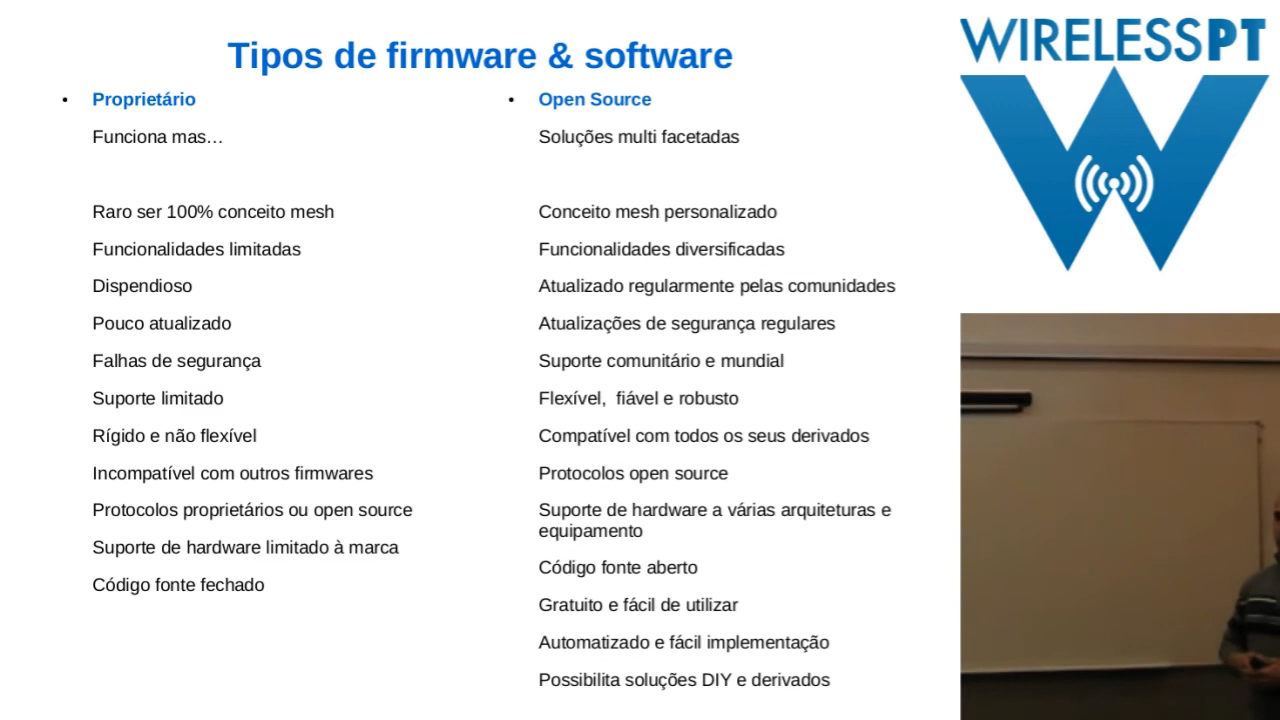 Tipos de firmware & software
• Proprietário
Funciona mas…
Raro ser 100% conceito mesh
Funcionalidades limitadas
Dispendioso
Pouco atualizado
Falhas de segurança
Suporte limitado
Rígido e não flexível
Incompatível com outros firmwares
Protocolos proprietários ou open source
Suporte de hardware limitado à marca
Código fonte fechado
• Open Source
Soluções multi facetadas
Conceito mesh personalizado
Funcionalidades diversificadas
Atualizado regularmente pelas comunidades
Atualizações de segurança regulares
Suporte comunitário e mundial
Flexível,  fiável e robusto
Compatível com todos os seus derivados
Protocolos open source
Suporte de hardware a várias arquiteturas e
equipamento
Código fonte aberto
Gratuito e fácil de utilizar
Automatizado e fácil implementação
Possibilita soluções DIY e derivados
WIRELESSPT